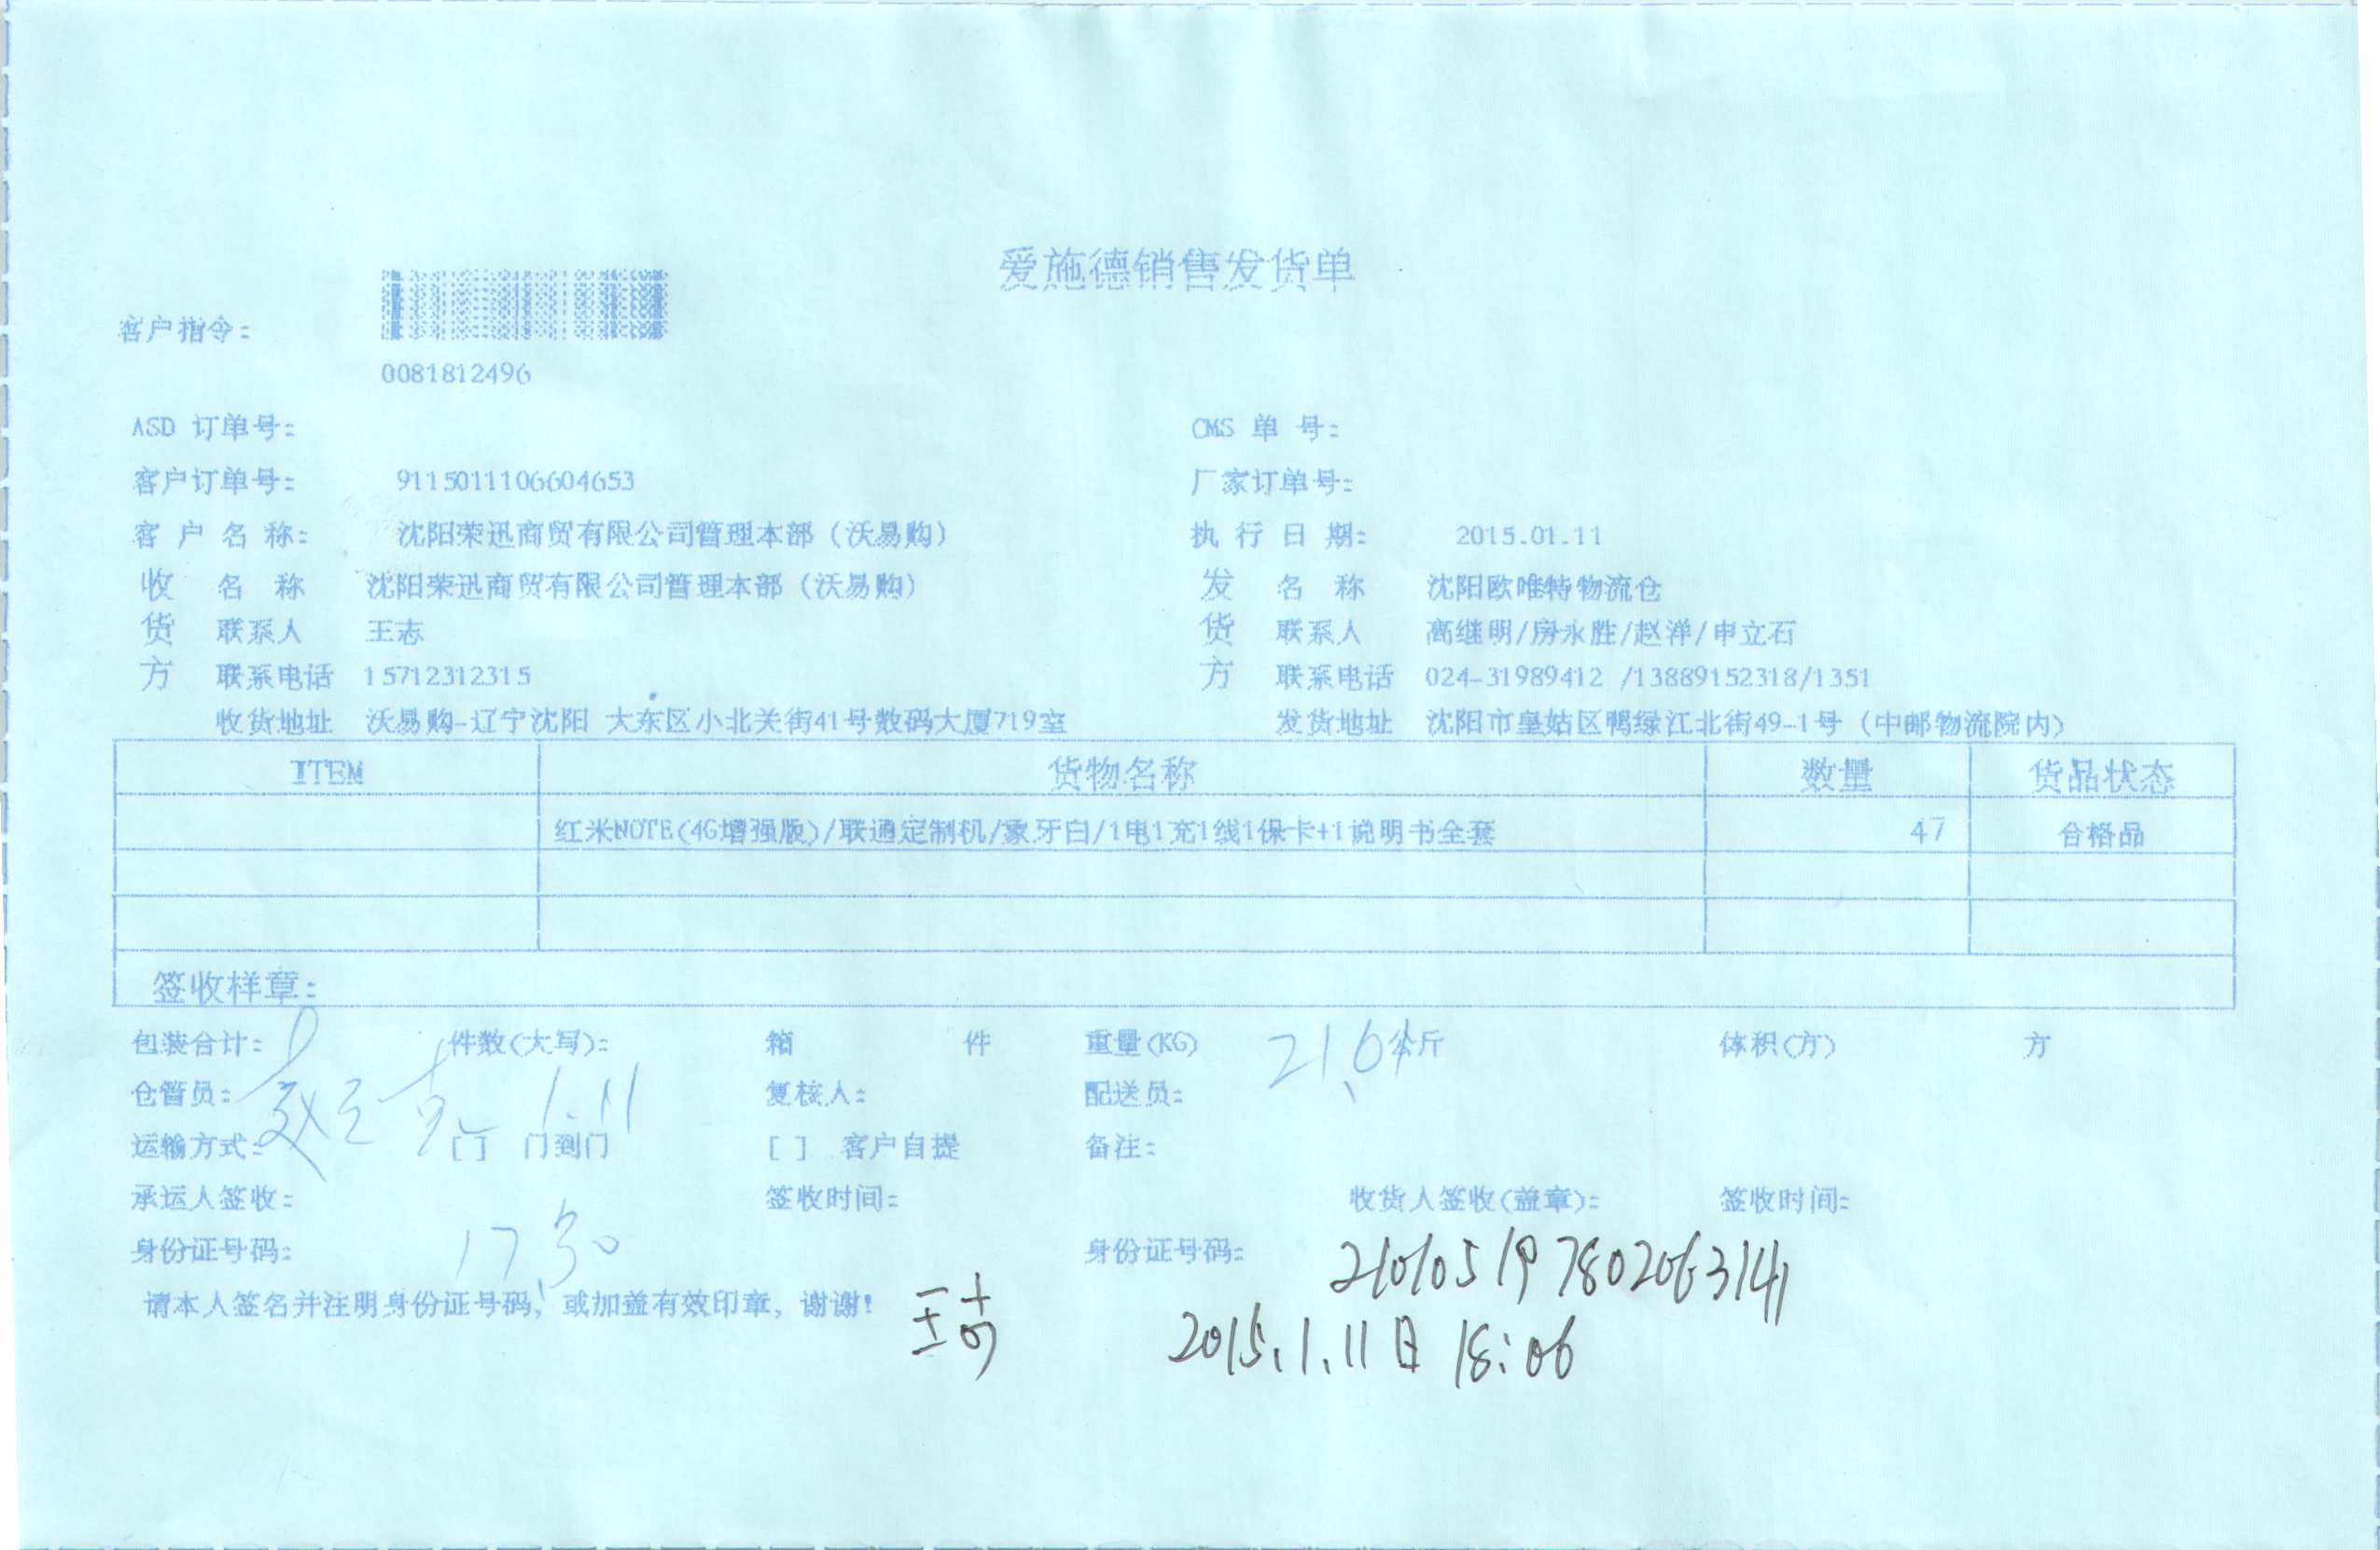 爱施德销售发货单
客户指令:
0081812496
ASD 订单号: CMS 单 号:
客户订单号: 9115011106604653 厂家订单号:
客 户 名 称: 沈阳荣迅商贸有限公司管理本部（沃易购） 执 行 日 期: 2015.01.11
收 名 称 沈阳荣迅商贸有限公司管理本部（沃易购） 发 名 称 沈阳欧唯特物流仓
货 联系人 王志 货 联系人 高继明/房永胜/赵洋/申立石
方 联系电话 15712312315 方 联系电话 024-31989412 /13889152318/1351
收货地址 沃易购-辽宁沈阳 大东区小北关街41号数码大厦719室 发货地址 沈阳市皇姑区鸭绿江北街49-1号（中邮物流院内）
ITEM 货物名称 数量 货品状态
红米NOTE(4G增强版)/联通定制机/象牙白/1电1充1线1保卡+1说明书全套 47 合格品
签收样章:
包装合计: 件数(大写): 箱 件 重量(KG) 21.6 公斤 体积(方) 方
仓管员: 1.11 复核人: 配送员:
运输方式: [ ] 门到门 [ ] 客户自提 备注:
承运人签收: 签收时间: 收货人签收(盖章): 签收时间:
身份证号码: 17.30 身份证号码: 210105197802063141
请本人签名并注明身份证号码, 或加盖有效印章, 谢谢!
2015.1.11日 18:06